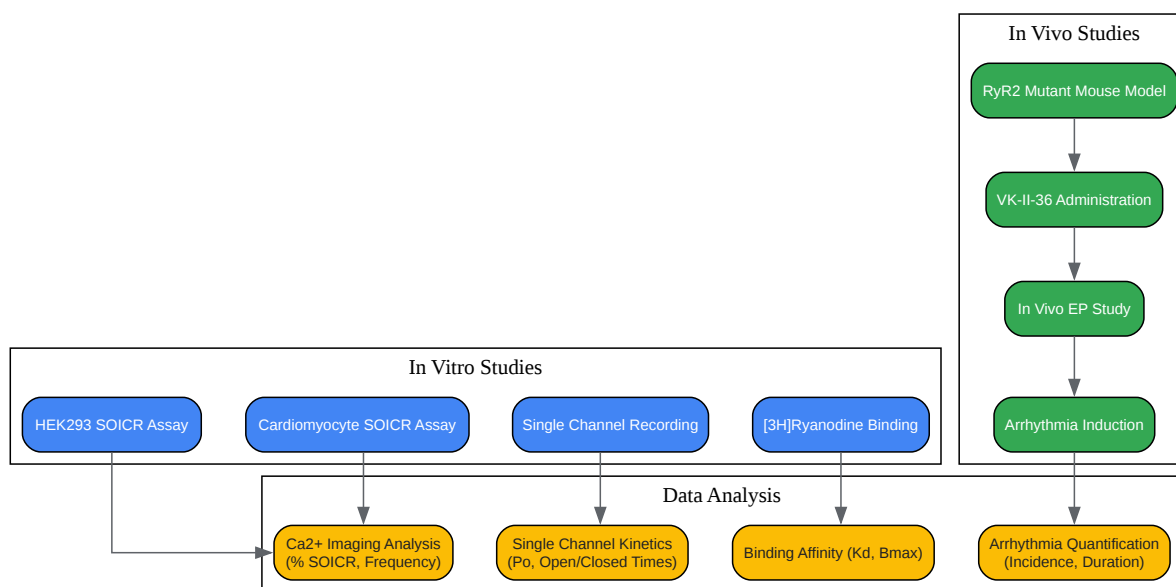 In Vivo Studies
RyR2 Mutant Mouse Model
VK-II-36 Administration
In Vivo EP Study
Arrhythmia Induction
In Vitro Studies
HEK293 SOICR Assay
Cardiomyocyte SOICR Assay
Single Channel Recording
[3H]Ryanodine Binding
Data Analysis
Ca2+ Imaging Analysis
(% SOICR, Frequency)
Single Channel Kinetics
(Po, Open/Closed Times)
Binding Affinity (Kd, Bmax)
Arrhythmia Quantification
(Incidence, Duration)